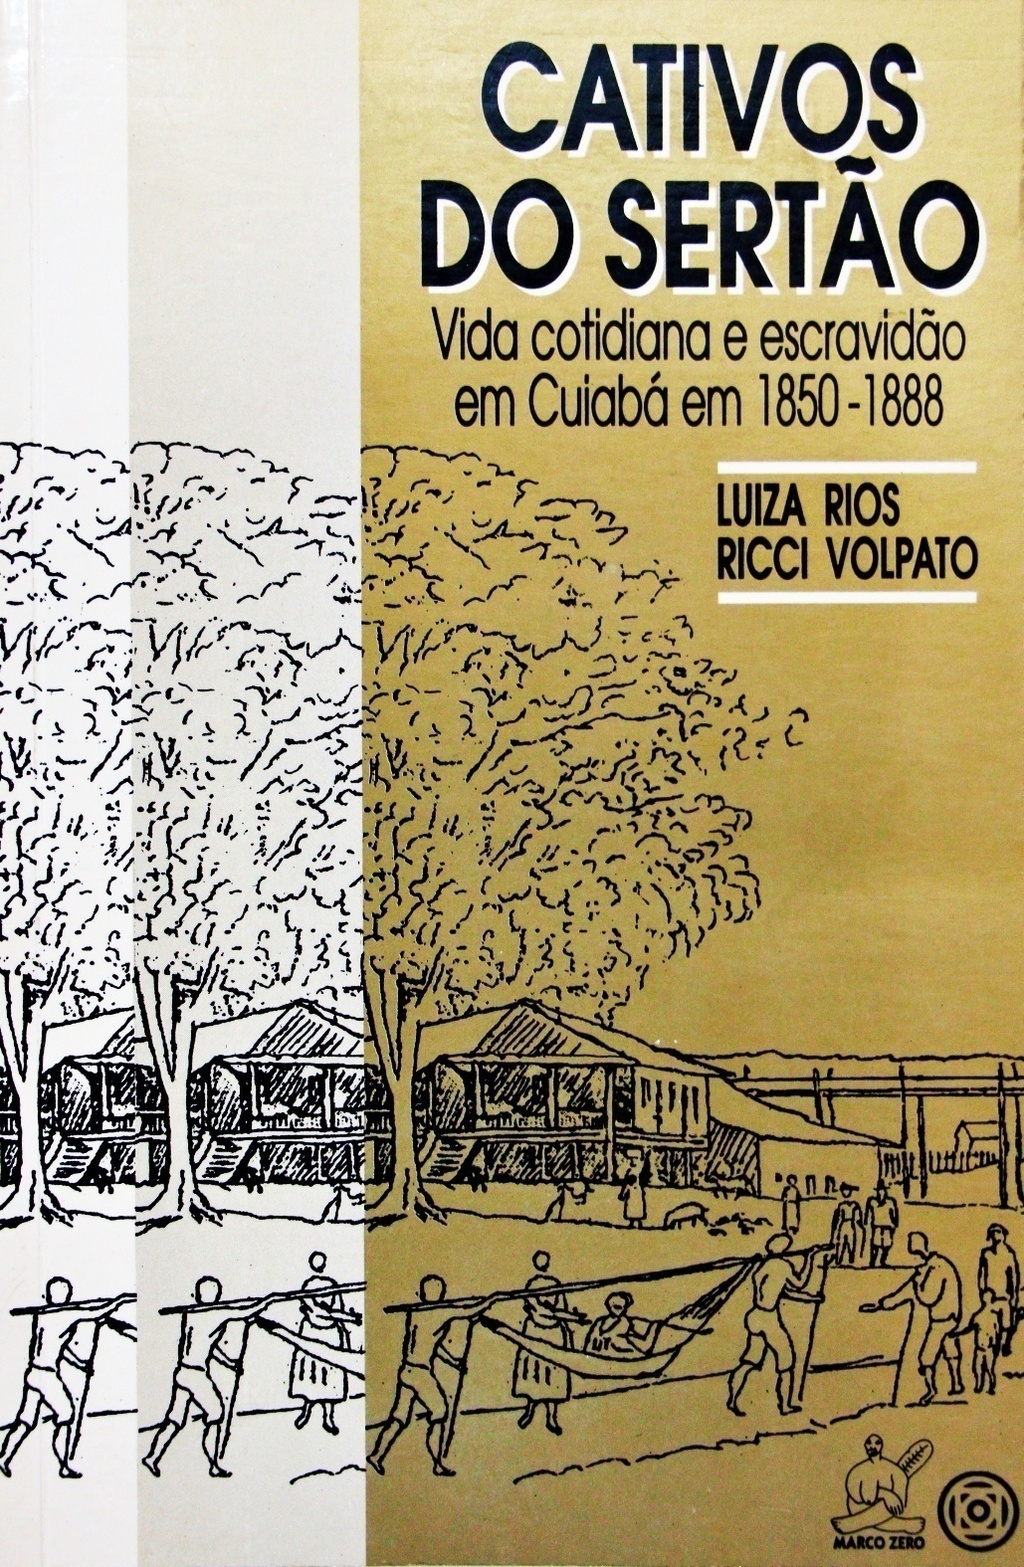 CATIVOS
DO SERTÃO
Vida cotidiana e escravidão
em Cuiabá em 1850-1888
LUIZA RIOS
RICCI VOLPATO
MARCO ZERO